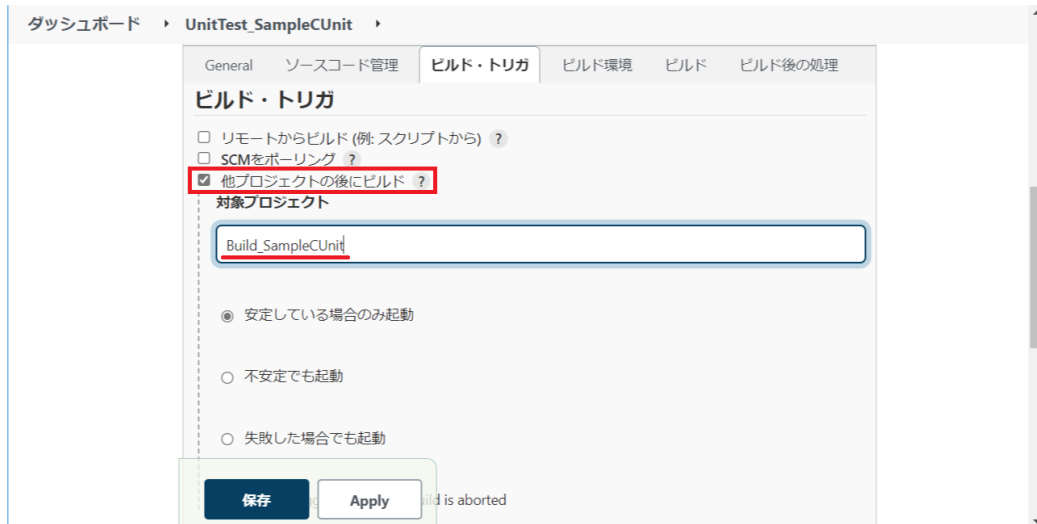 ダッシュボード UnitTest_SampleCUnit
General ソースコード管理 ビルド・トリガ ビルド環境 ビルド ビルド後の処理
ビルド・トリガ
リモートからビルド (例: スクリプトから) ?
SCMをポーリング ?
他プロジェクトの後にビルド ?
対象プロジェクト
Build_SampleCUnit
安定している場合のみ起動
不安定でも起動
失敗した場合でも起動
is aborted
保存 Apply